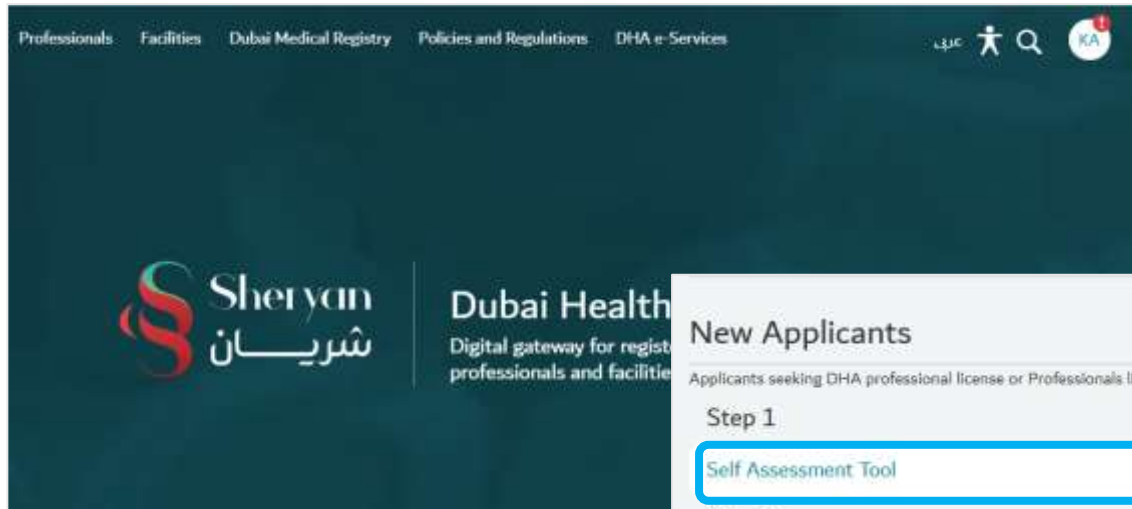 Professionals Facilities Dubai Medical Registry Policies and Regulations DHA e-Services عربي KA
Sheryan
شريان
Dubai Health
Digital gateway for regist
professionals and facilitie
New Applicants
Applicants seeking DHA professional license or Professionals li
Step 1
Self Assessment Tool